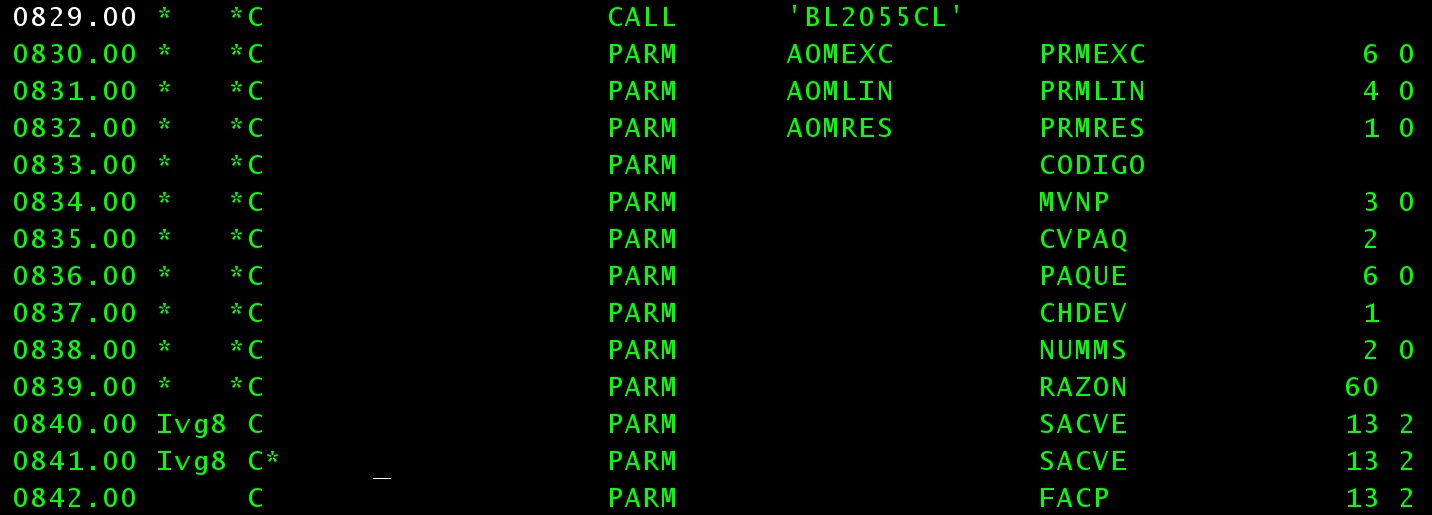 0829.00 *   *C                    CALL      'BL2055CL'
0830.00 *   *C                    PARM      AOMEXC        PRMEXC            6 0
0831.00 *   *C                    PARM      AOMLIN        PRMLIN            4 0
0832.00 *   *C                    PARM      AOMRES        PRMRES            1 0
0833.00 *   *C                    PARM                    CODIGO
0834.00 *   *C                    PARM                    MVNP              3 0
0835.00 *   *C                    PARM                    CVPAQ             2
0836.00 *   *C                    PARM                    PAQUE             6 0
0837.00 *   *C                    PARM                    CHDEV             1
0838.00 *   *C                    PARM                    NUMMS             2 0
0839.00 *   *C                    PARM                    RAZON            60
0840.00 Ivg8 C                    PARM                    SACVE            13 2
0841.00 Ivg8 C*      _            PARM                    SACVE            13 2
0842.00      C                    PARM                    FACP             13 2